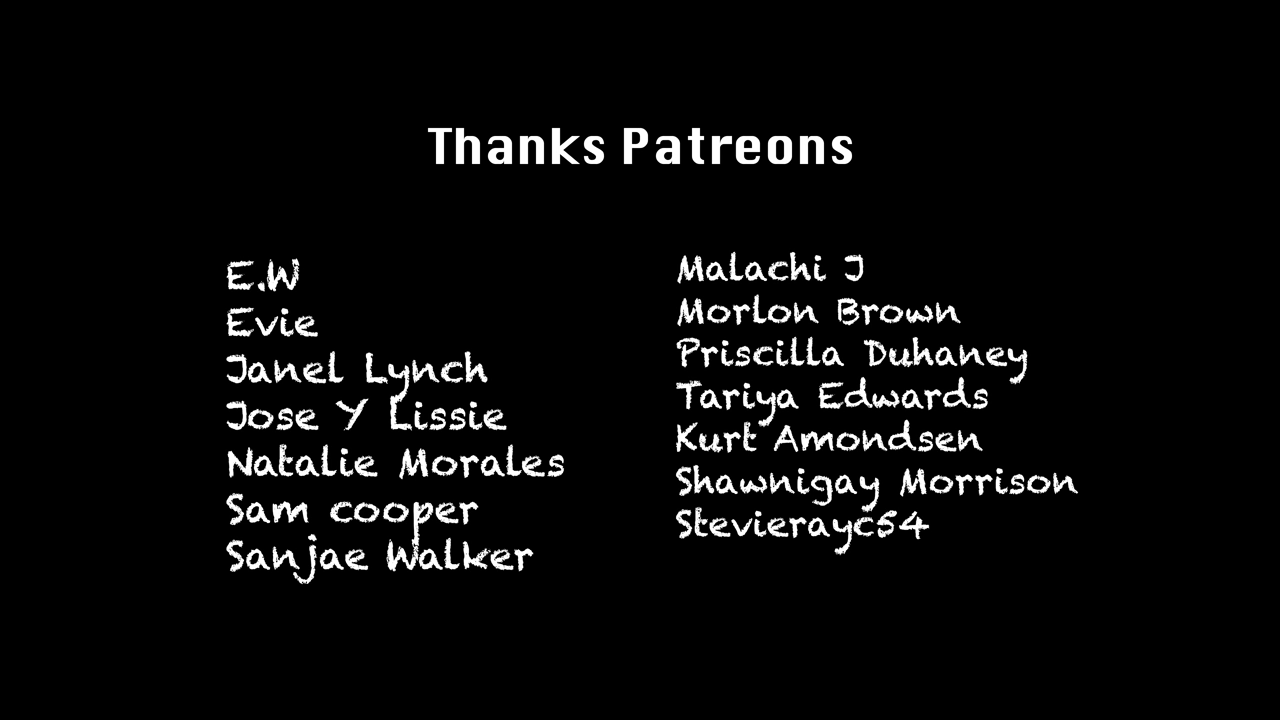 Thanks Patreons
E.W
Evie
Janel Lynch
Jose Y Lissie
Natalie Morales
Sam cooper
Sanjae Walker
Malachi J
Morlon Brown
Priscilla Duhaney
Tariya Edwards
Kurt Amondsen
Shawnigay Morrison
Stevierayc54